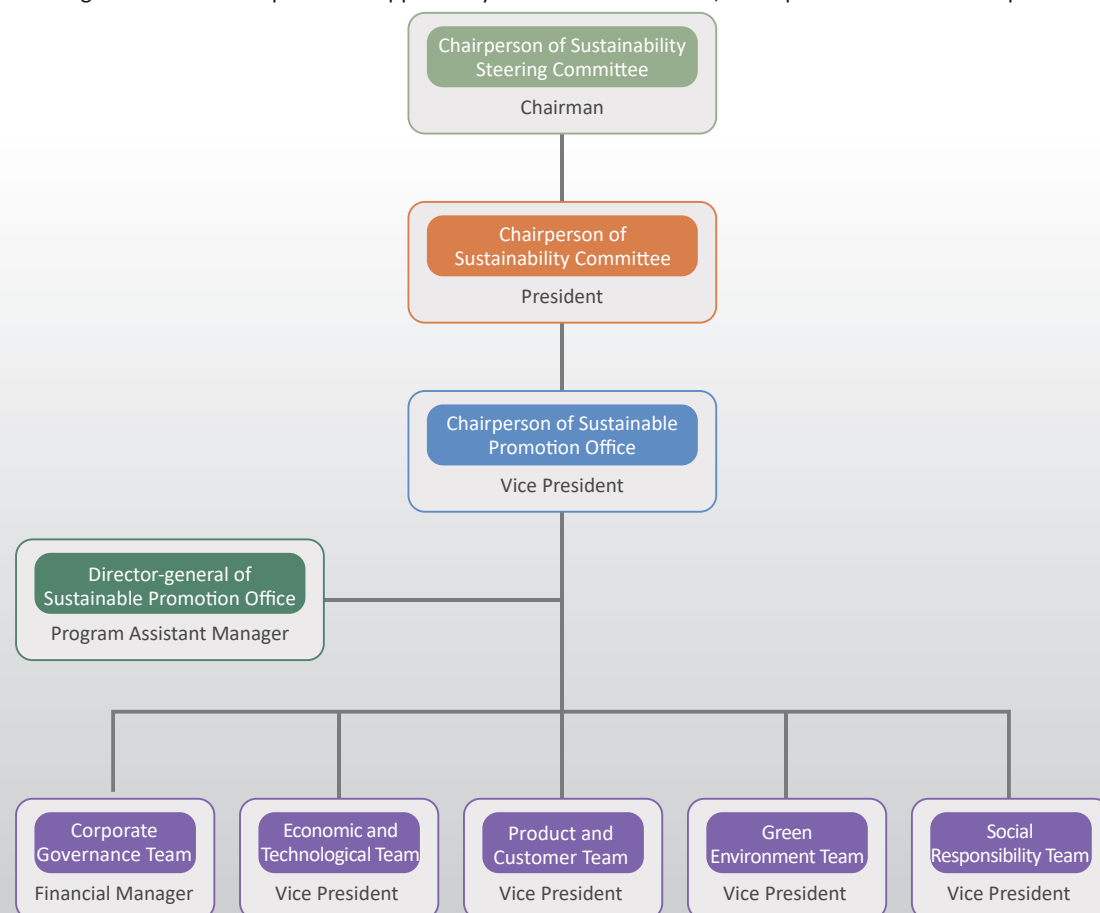 Chairperson of Sustainability
Steering Committee
Chairman
Chairperson of
Sustainability Committee
President
Chairperson of Sustainable
Promotion Office
Vice President
Director-general of
Sustainable Promotion Office
Program Assistant Manager
Corporate
Governance Team
Financial Manager
Economic and
Technological Team
Vice President
Product and
Customer Team
Vice President
Green
Environment Team
Vice President
Social
Responsibility Team
Vice President